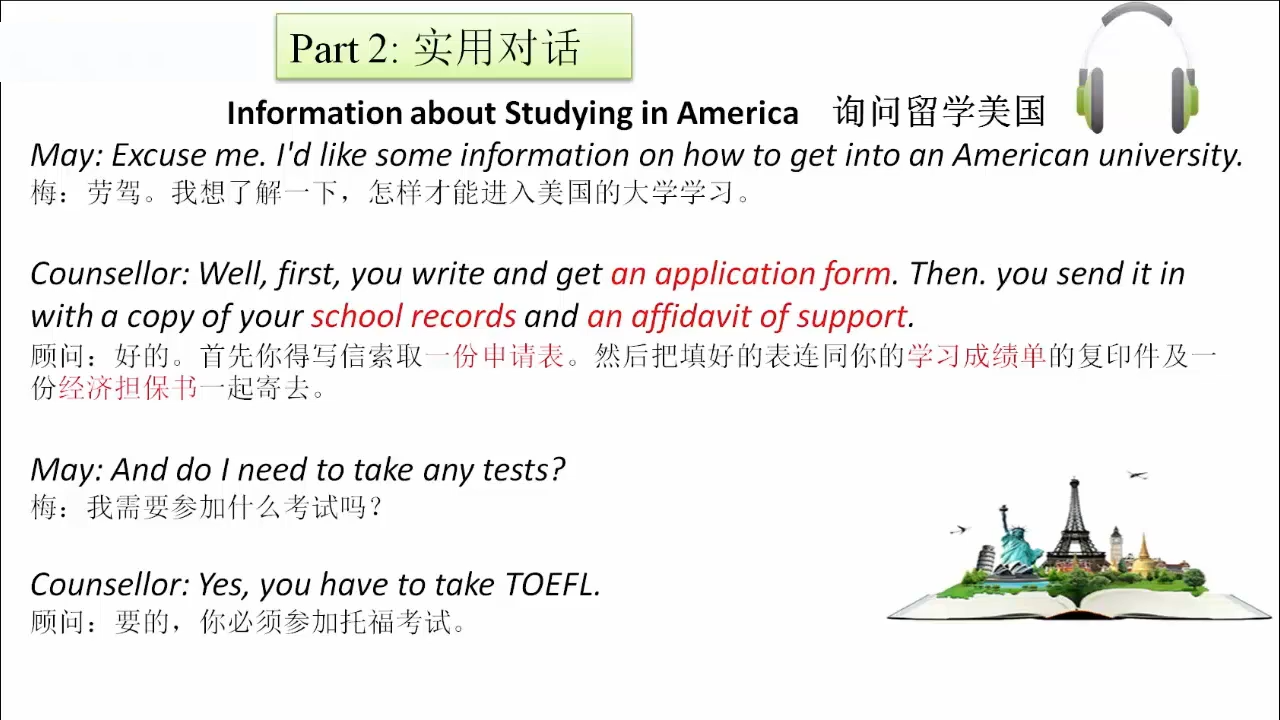 Part 2: 实用对话
Information about Studying in America 询问留学美国
May: Excuse me. I'd like some information on how to get into an American university.
梅：劳驾。我想了解一下，怎样才能进入美国的大学学习。
Counsellor: Well, first, you write and get an application form. Then. you send it in
with a copy of your school records and an affidavit of support.
顾问：好的。首先你得写信索取一份申请表。然后把填好的表连同你的学习成绩单的复印件及一
份经济担保书一起寄去。
May: And do I need to take any tests?
梅：我需要参加什么考试吗？
Counsellor: Yes, you have to take TOEFL.
顾问：要的，你必须参加托福考试。